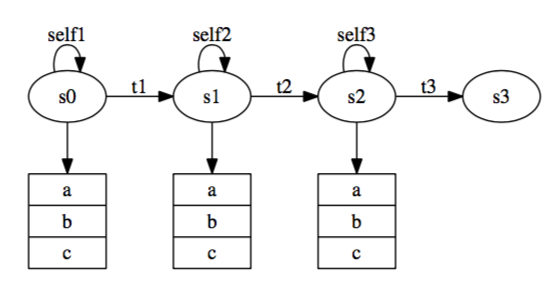 self1 self2 self3
s0 t1 s1 t2 s2 t3 s3
a a a
b b b
c c c